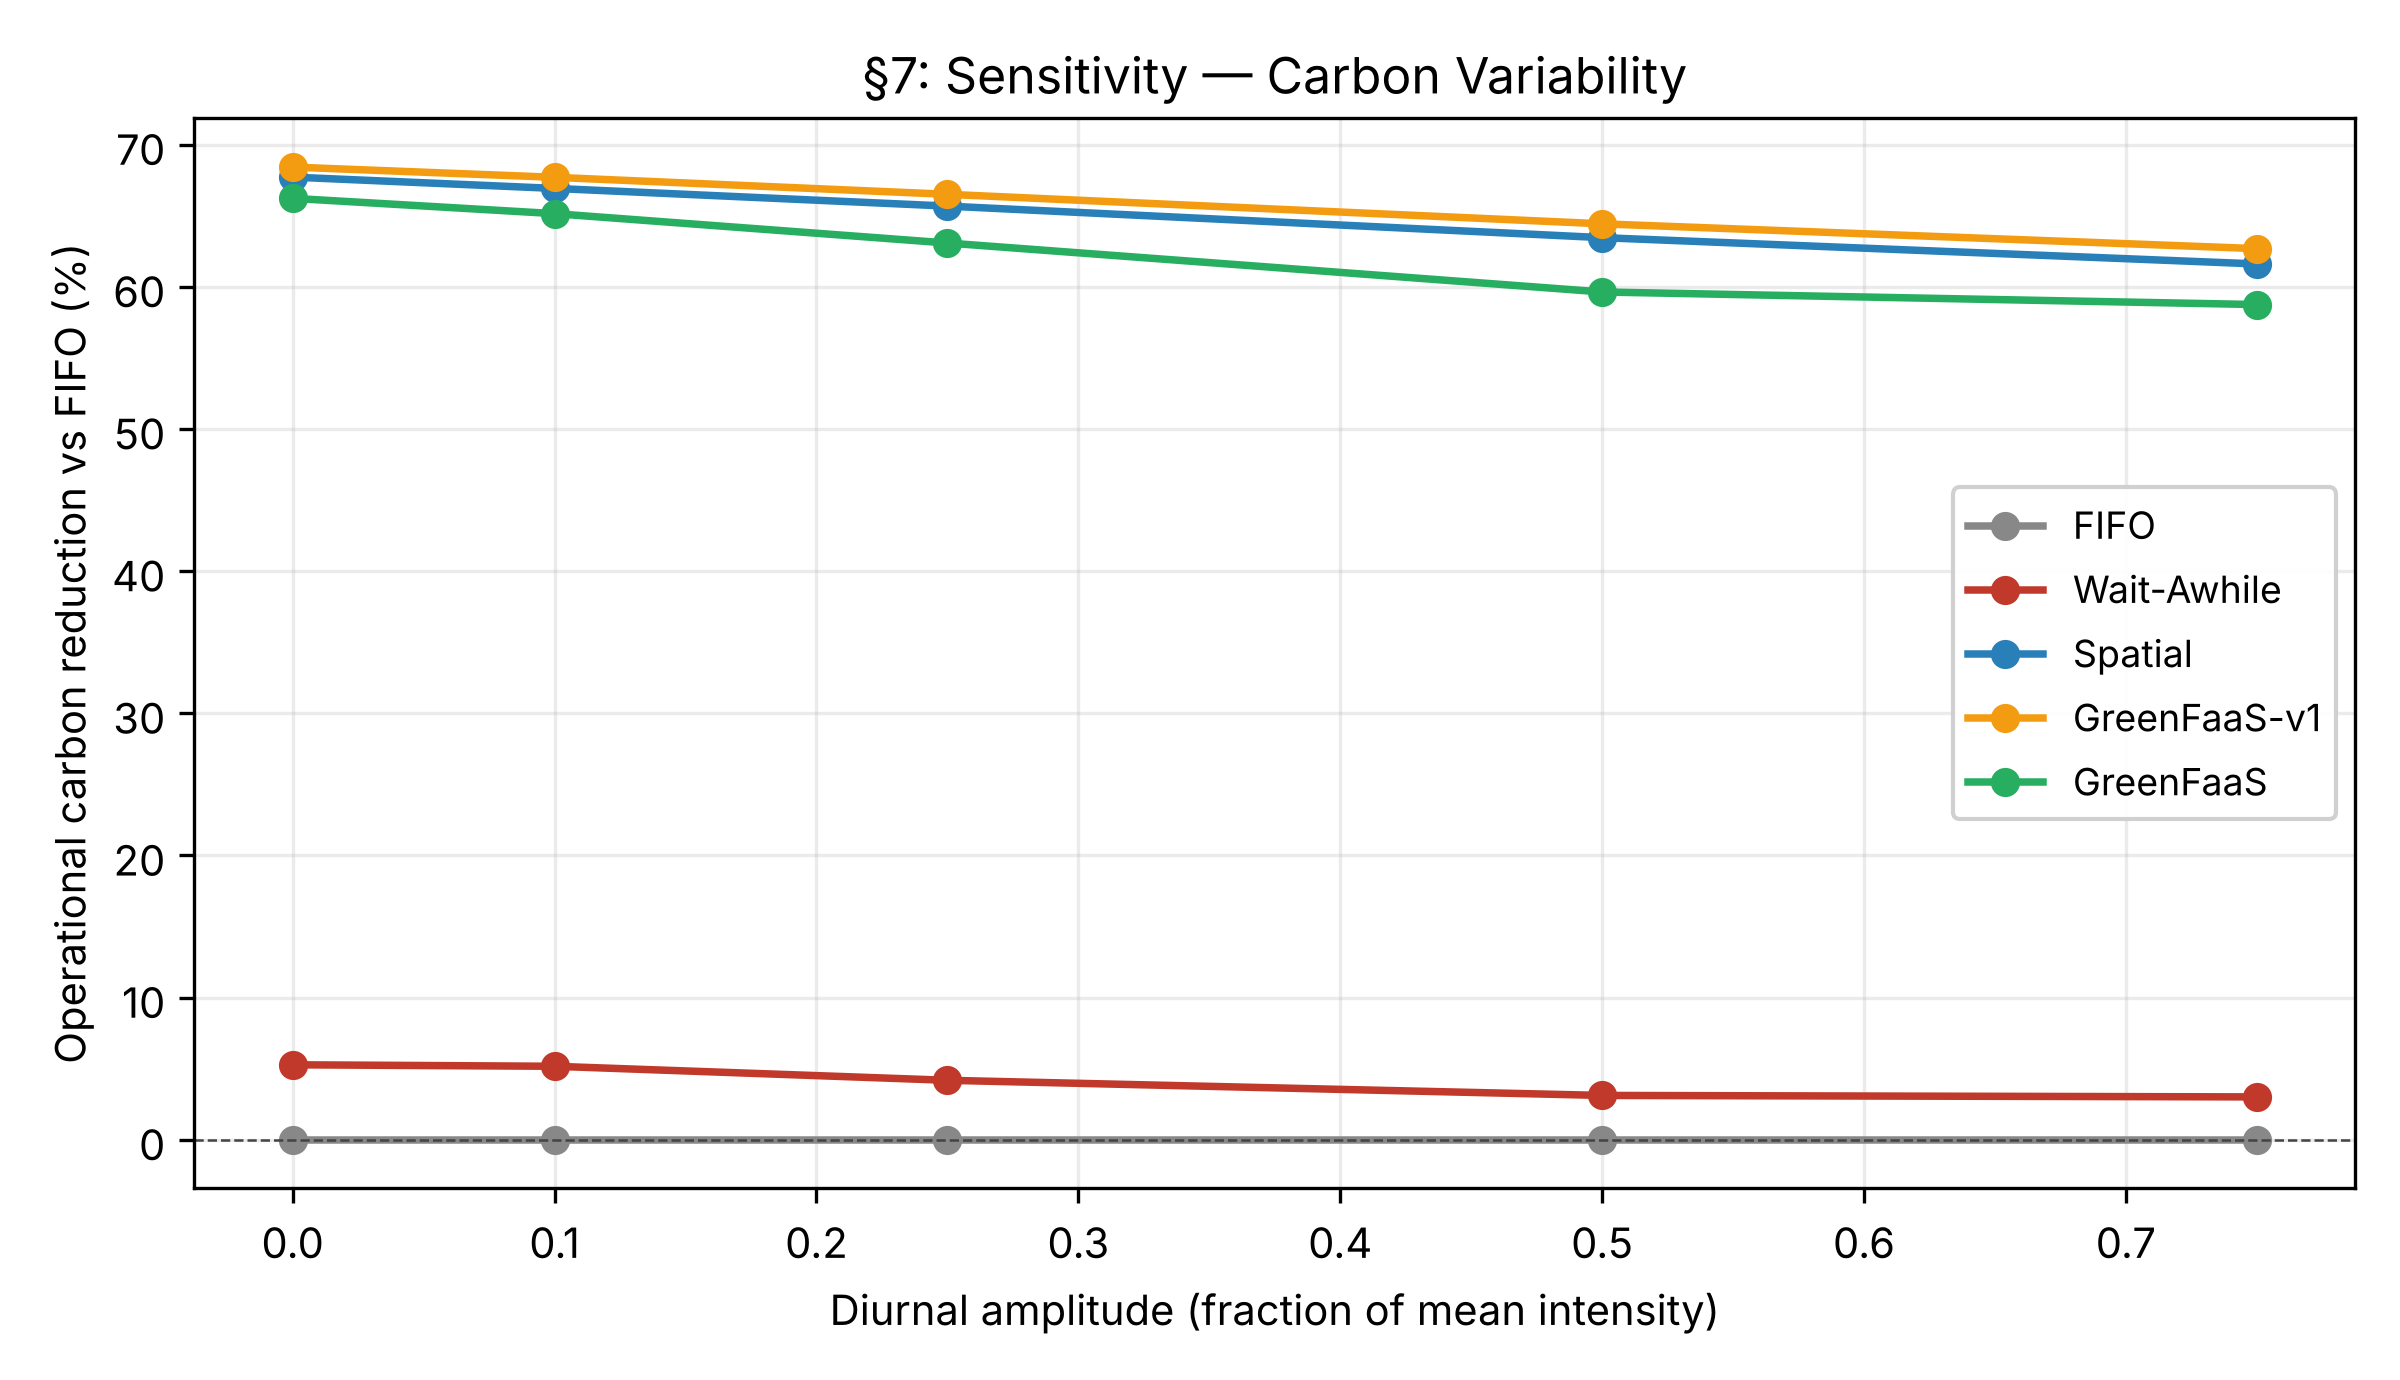 §7: Sensitivity — Carbon Variability
Operational carbon reduction vs FIFO (%)
70
60
50
40
30
20
10
0
FIFO
Wait-Awhile
Spatial
GreenFaaS-v1
GreenFaaS
0.0 0.1 0.2 0.3 0.4 0.5 0.6 0.7
Diurnal amplitude (fraction of mean intensity)